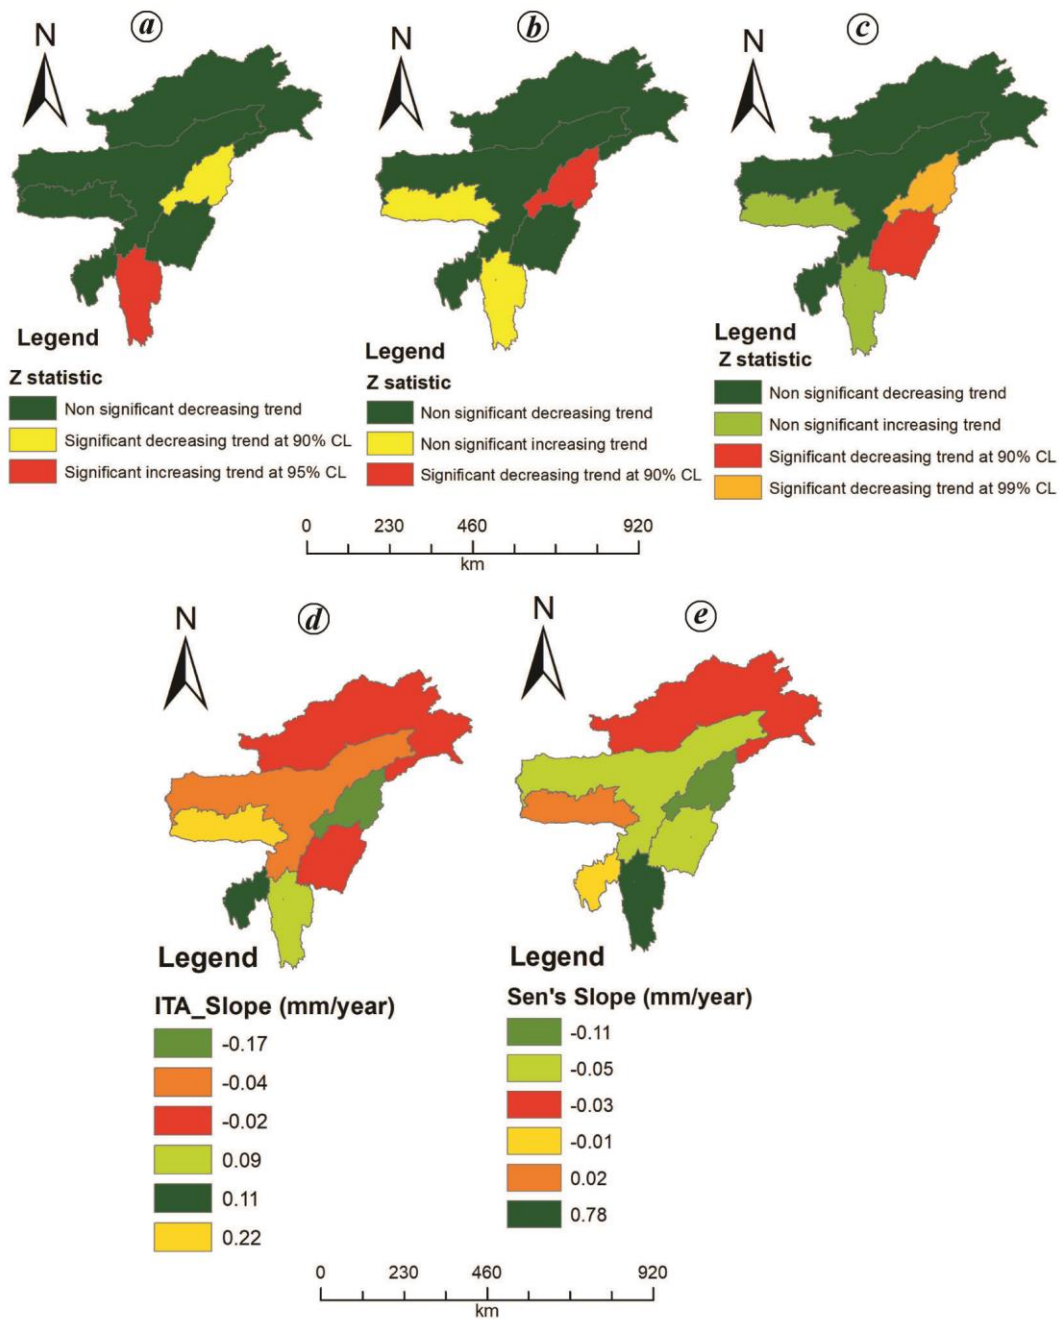 a
b
c
N
N
N
Legend
Z statistic
Non significant decreasing trend
Significant decreasing trend at 90% CL
Significant increasing trend at 95% CL
Legend
Z satistic
Non significant decreasing trend
Non significant increasing trend
Significant decreasing trend at 90% CL
Legend
Z statistic
Non significant decreasing trend
Non significant increasing trend
Significant decreasing trend at 90% CL
Significant decreasing trend at 99% CL
0 230 460 920
km
d
e
N
N
Legend
ITA_Slope (mm/year)
-0.17
-0.04
-0.02
0.09
0.11
0.22
Legend
Sen's Slope (mm/year)
-0.11
-0.05
-0.03
-0.01
0.02
0.78
0 230 460 920
km